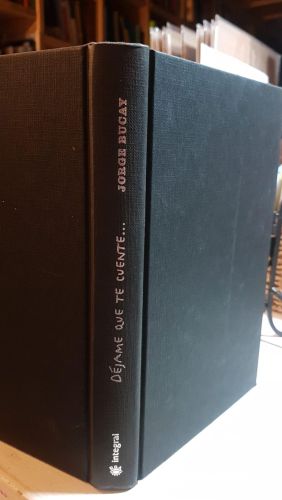 DÉJAME QUE TE CUENTE...
JORGE BUCAY
integral